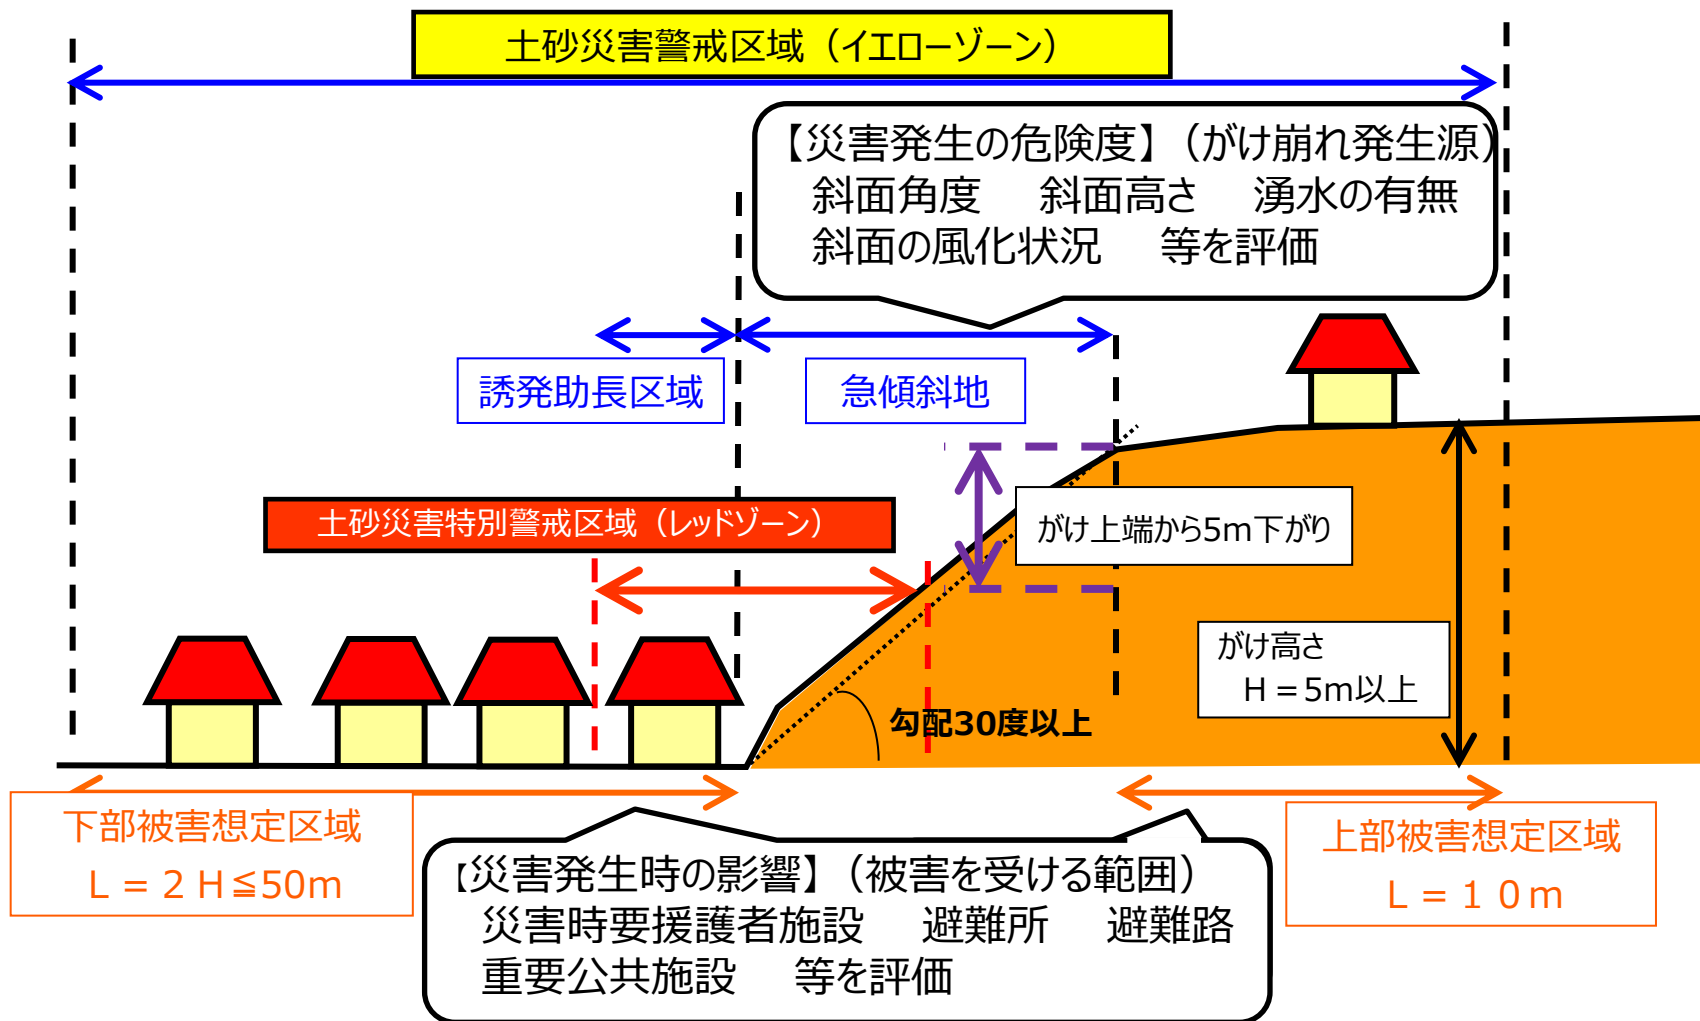 土砂災害警戒区域（イエローゾーン）
【災害発生の危険度】（がけ崩れ発生源）
斜面角度　斜面高さ　湧水の有無
斜面の風化状況　等を評価
誘発助長区域
急傾斜地
土砂災害特別警戒区域（レッドゾーン）
がけ上端から5m下がり
がけ高さ
H＝5m以上
勾配30度以上
下部被害想定区域
L＝２H≦50m
【災害発生時の影響】（被害を受ける範囲）
災害時要援護者施設　避難所　避難路
重要公共施設　等を評価
上部被害想定区域
L＝１０m